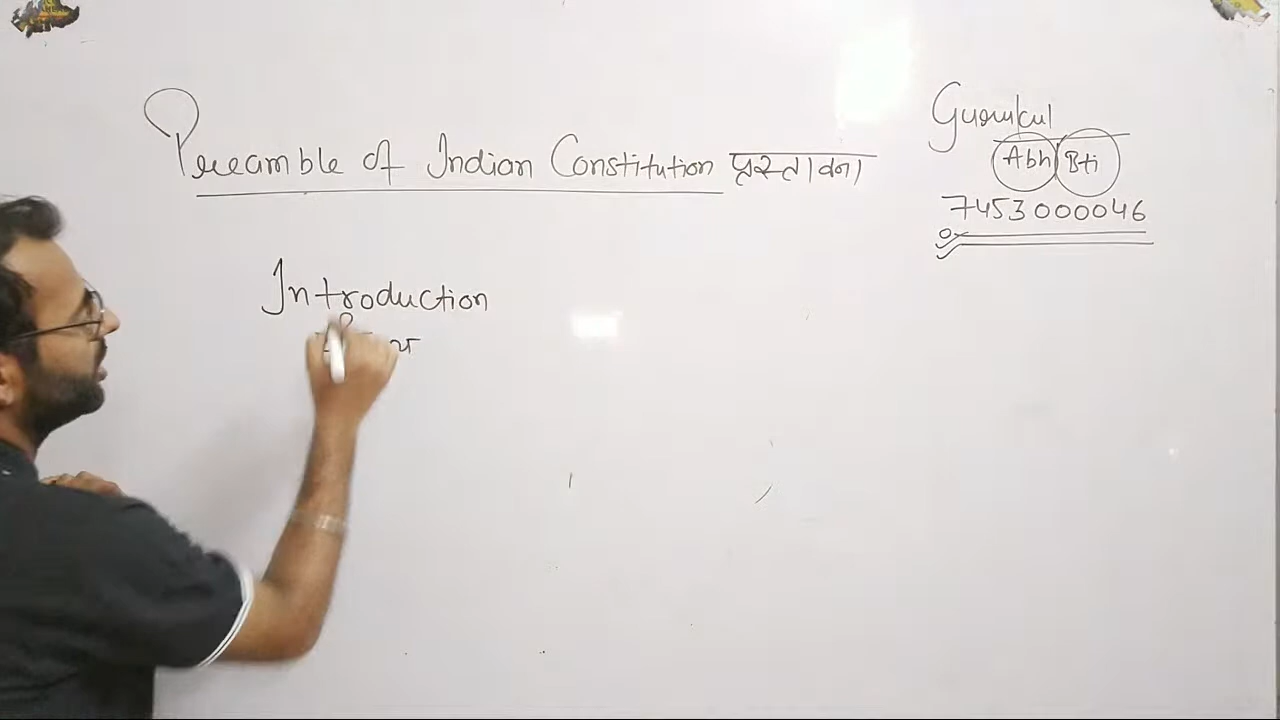 Preamble of Indian Constitution प्रस्तावना
Gurukul
Abh Bti
7453000046
Introduction